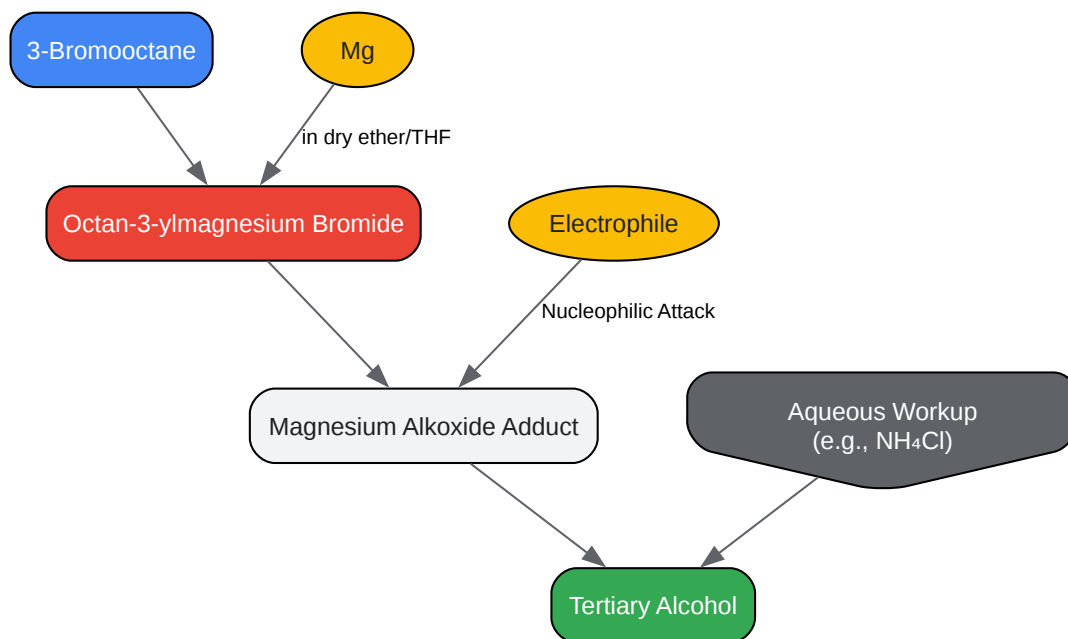 3-Bromooctane
Mg
in dry ether/THF
Octan-3-ylmagnesium Bromide
Electrophile
Nucleophilic Attack
Magnesium Alkoxide Adduct
Aqueous Workup
(e.g., NH₄Cl)
Tertiary Alcohol